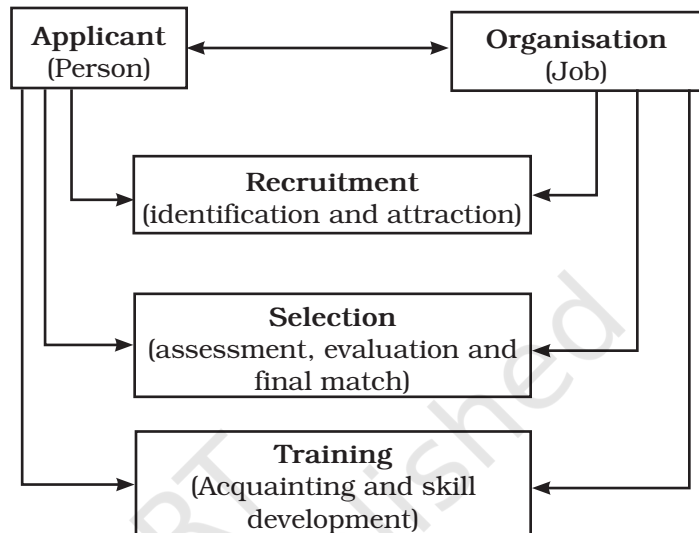 Applicant
(Person)
Organisation
(Job)
Recruitment
(identification and attraction)
Selection
(assessment, evaluation and
final match)
Training
(Acquainting and skill
development)